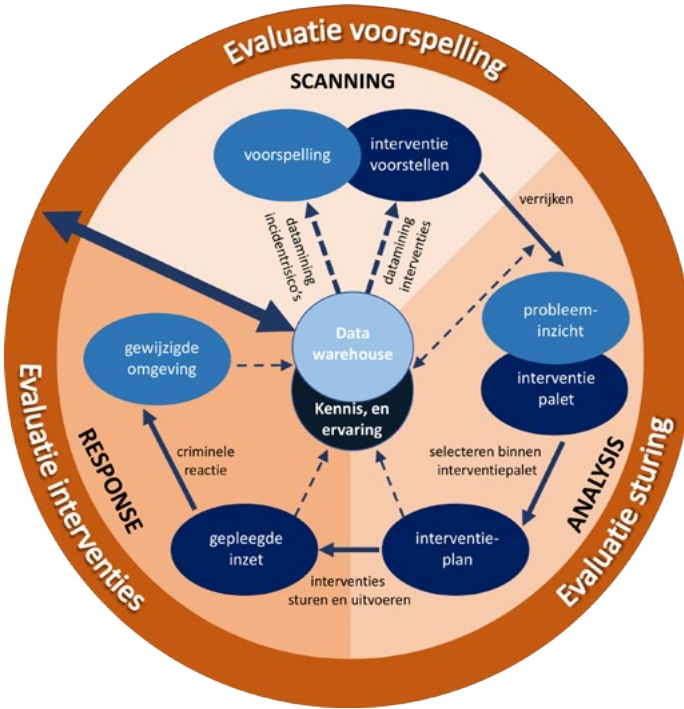 Evaluatie voorspelling
SCANNING
voorspelling
interventie
voorstellen
verrijken
datamining
incidentrisico's
datamining
interventies
probleem-
inzicht
interventie
palet
Data
warehouse
Kennis, en
ervaring
gewijzigde
omgeving
criminele
reactie
selecteren binnen
interventiepalet
ANALYSIS
RESPONSE
gepleegde
inzet
interventie-
plan
interventies
sturen en uitvoeren
Evaluatie interventies
Evaluatie sturing